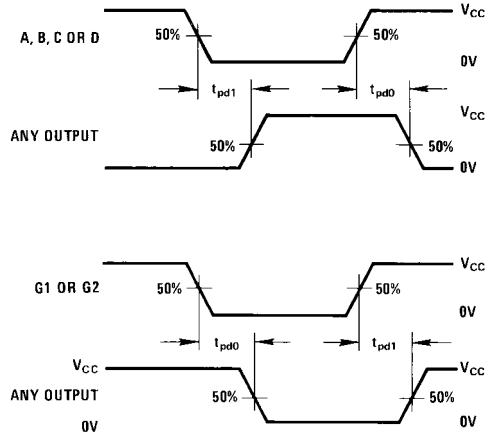 VCC
A, B, C OR D
50%
50%
0V
tpd1
tpd0
VCC
ANY OUTPUT
50%
50%
0V
VCC
G1 OR G2
50%
50%
0V
tpd0
tpd1
VCC
VCC
ANY OUTPUT
50%
50%
0V
0V